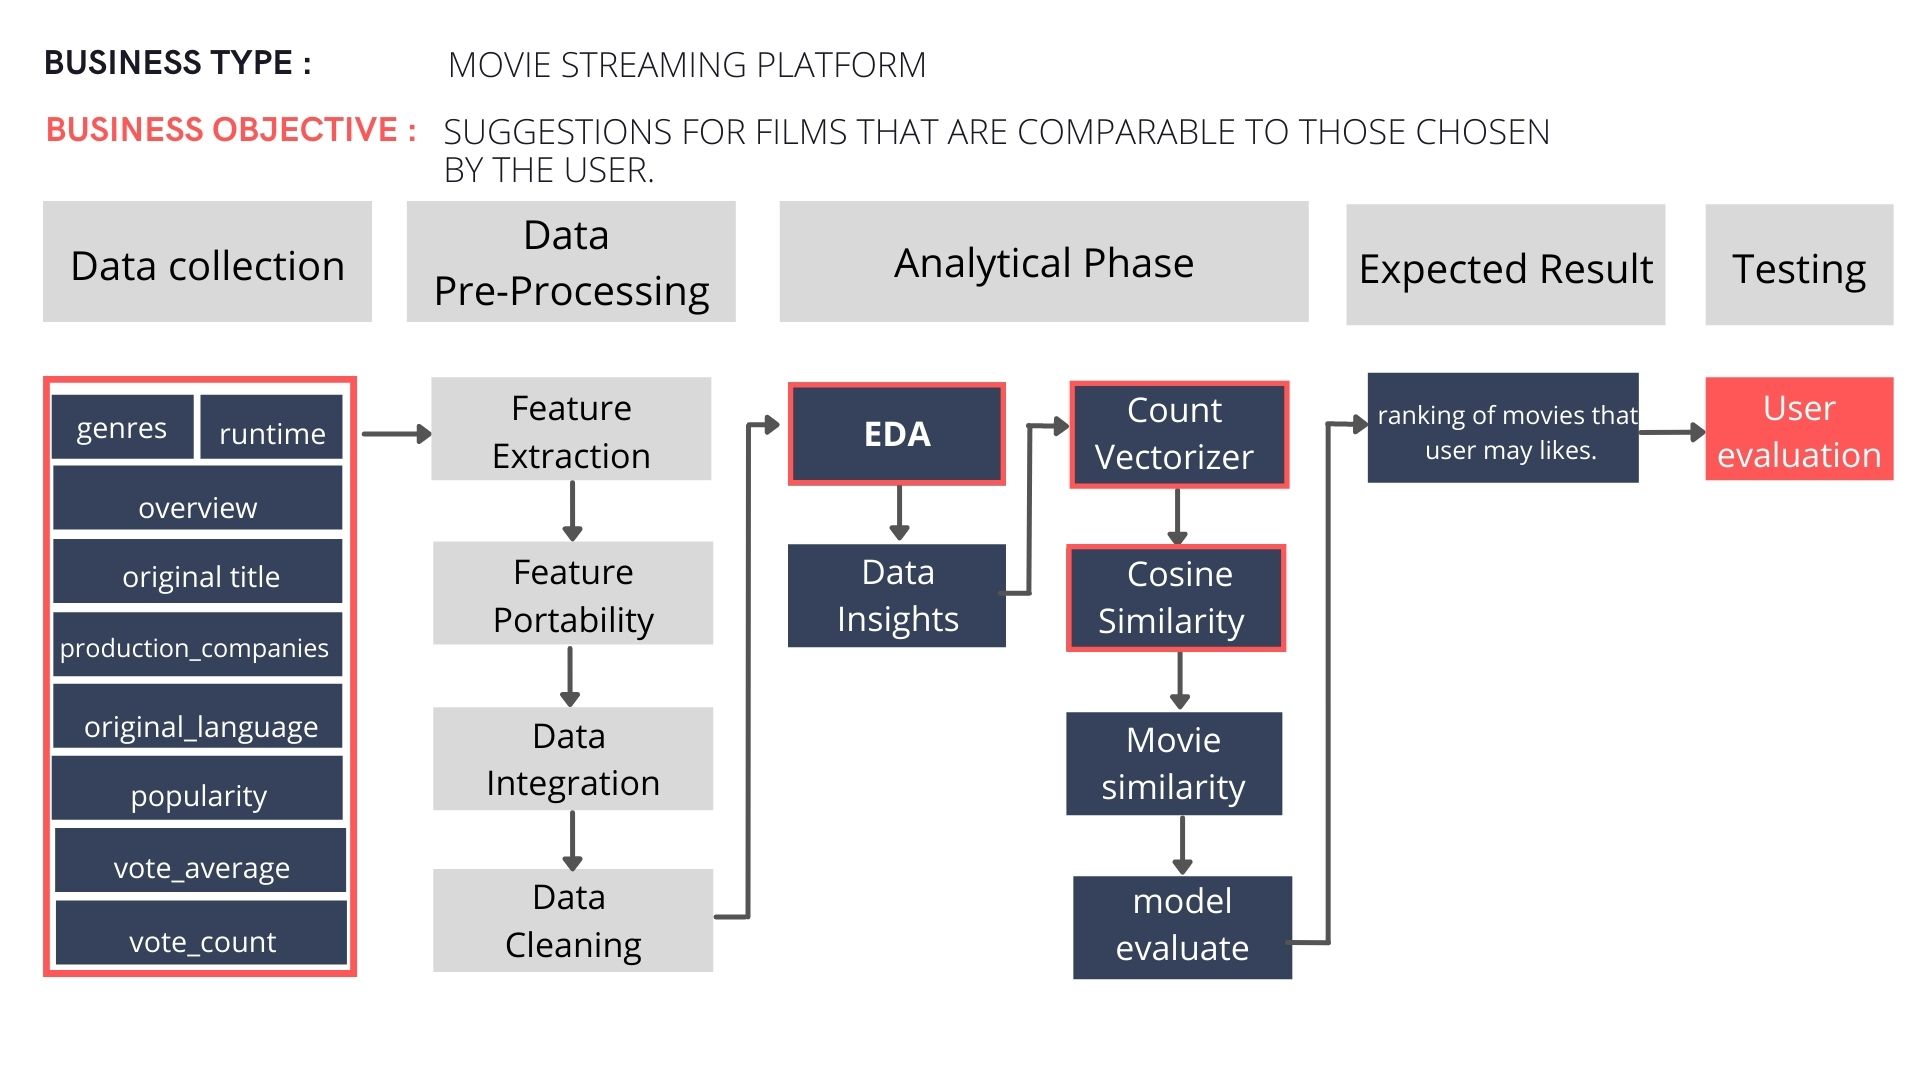 BUSINESS TYPE :
MOVIE STREAMING PLATFORM
BUSINESS OBJECTIVE :
SUGGESTIONS FOR FILMS THAT ARE COMPARABLE TO THOSE CHOSEN
BY THE USER.
Data collection
Data
Pre-Processing
Analytical Phase
Expected Result
Testing
genres
runtime
overview
original title
production_companies
original_language
popularity
vote_average
vote_count
Feature
Extraction
Feature
Portability
Data
Integration
Data
Cleaning
EDA
Data
Insights
Count
Vectorizer
Cosine
Similarity
Movie
similarity
model
evaluate
ranking of movies that
user may likes.
User
evaluation